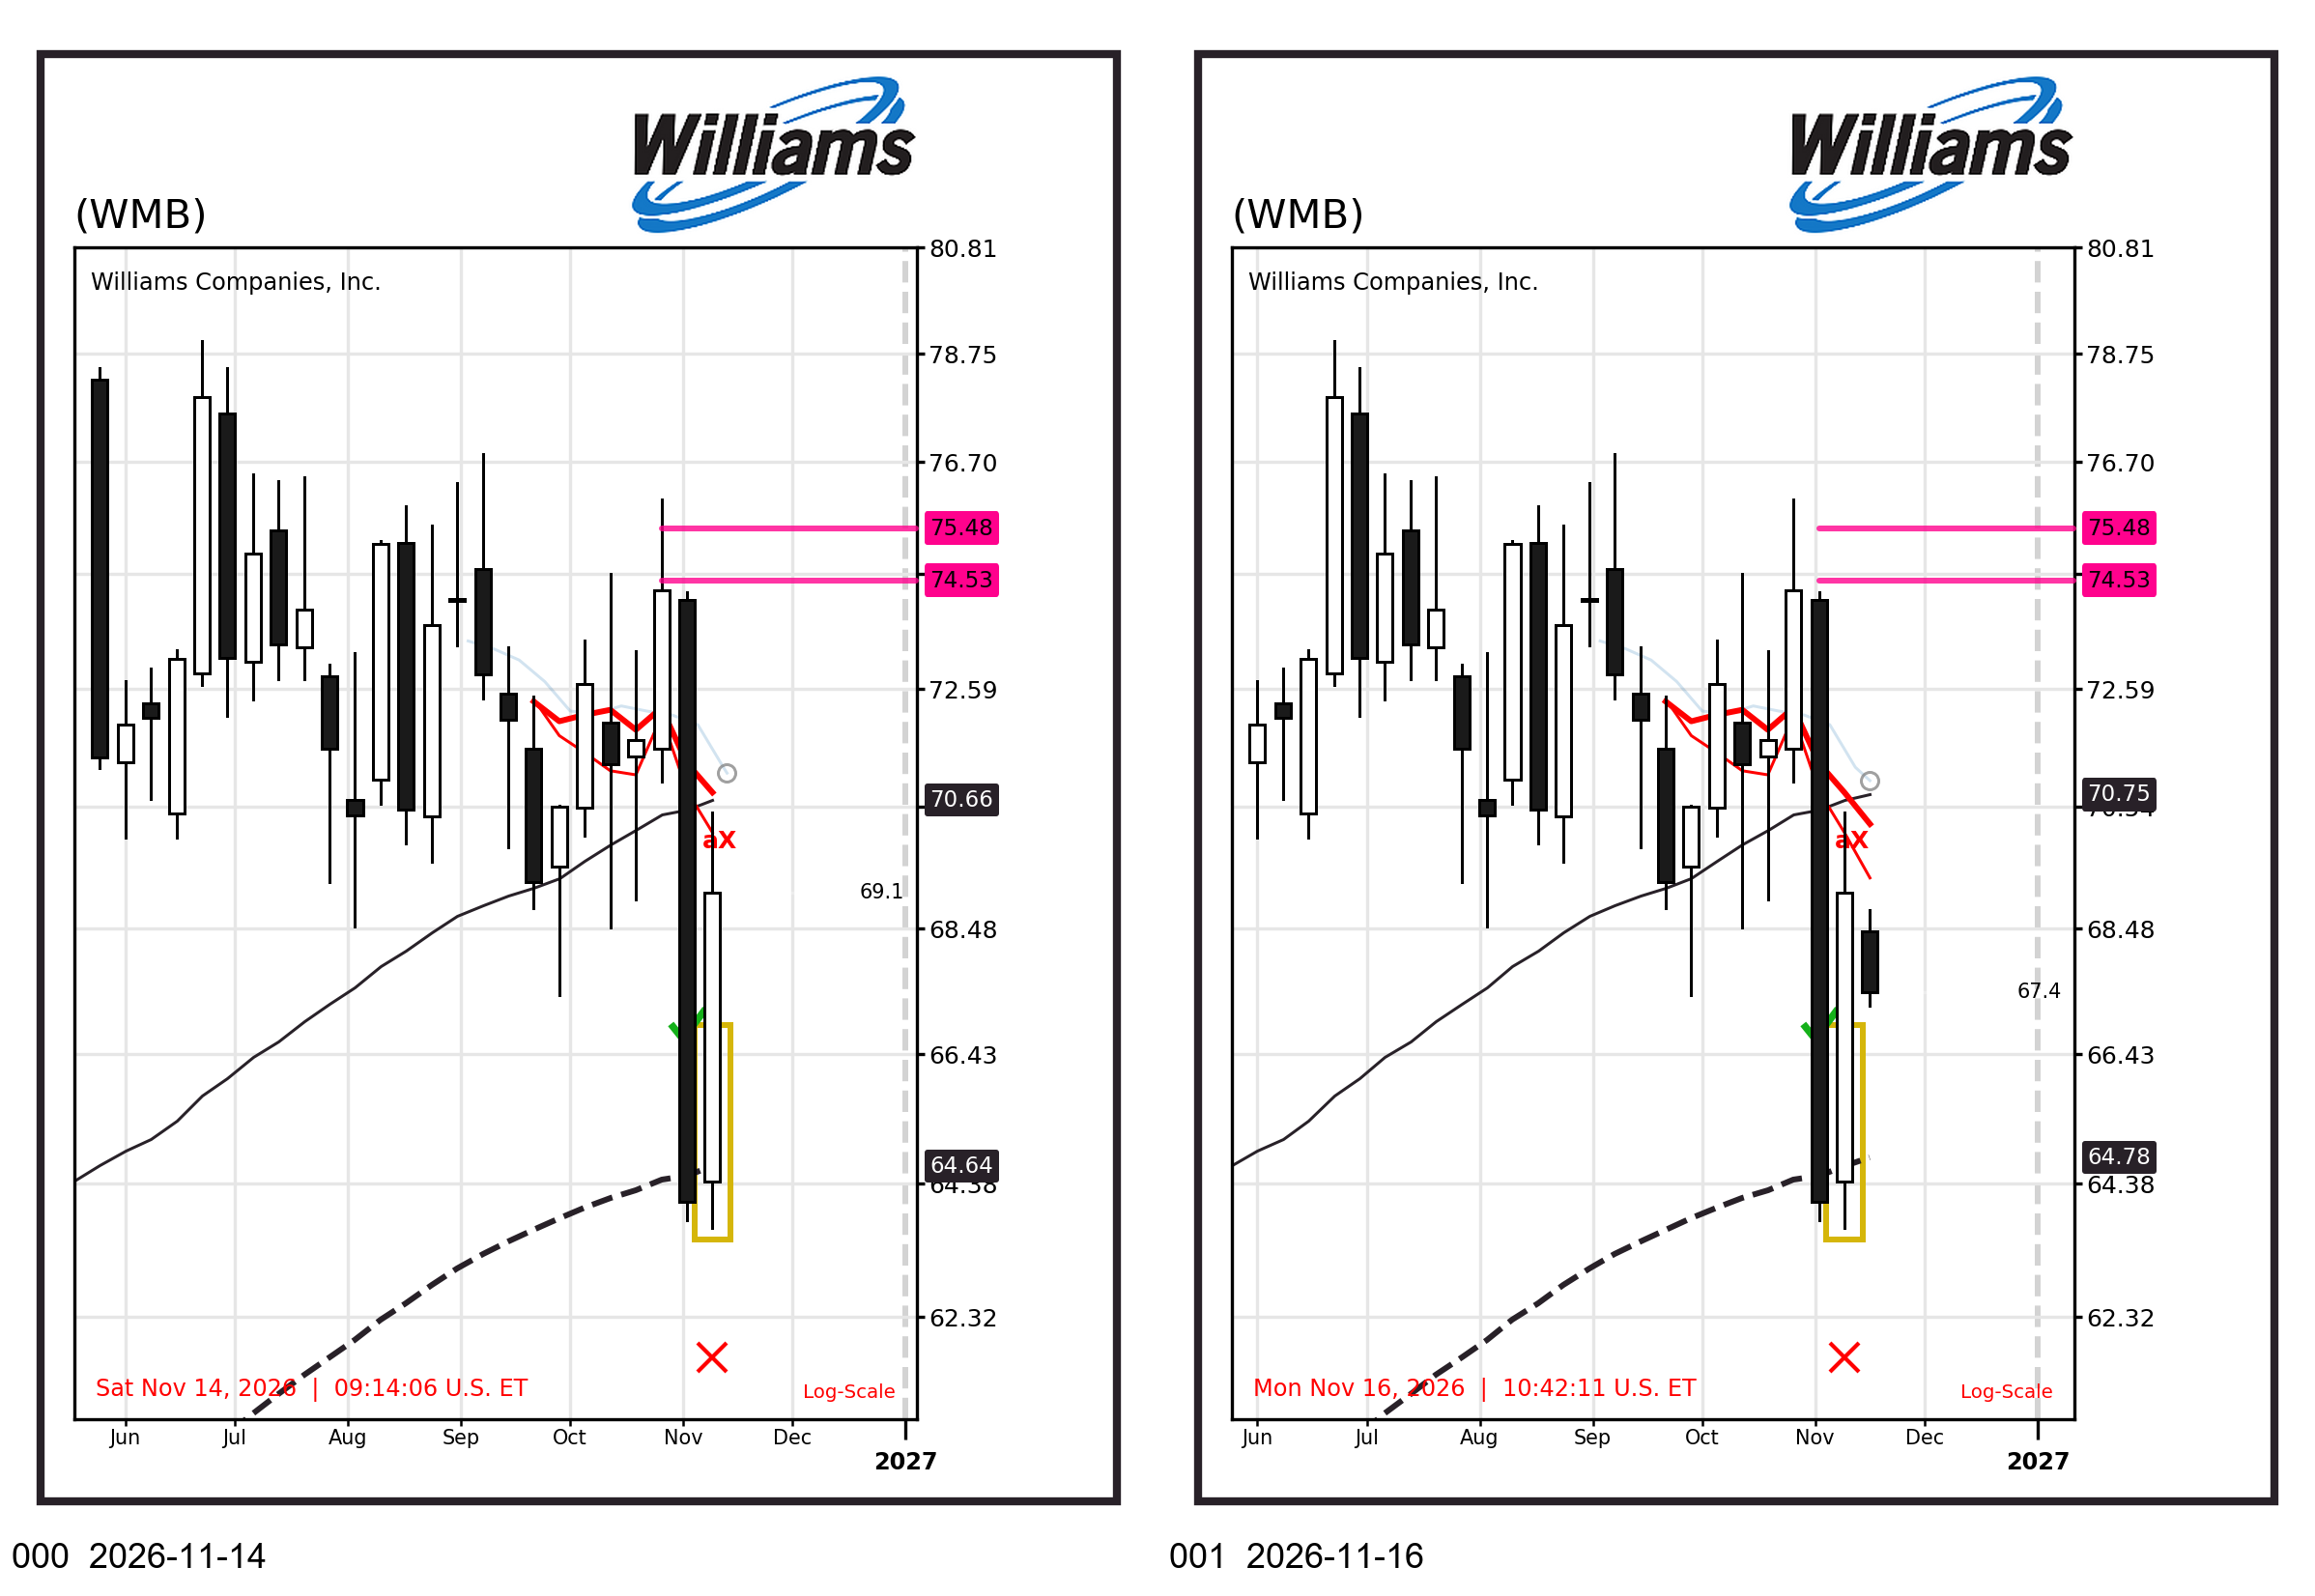 Williams
(WMB)
Williams Companies, Inc.
80.81
78.75
76.70
75.48
74.53
72.59
70.66
aX
69.1
68.48
66.43
64.64
64.38
62.32
Sat Nov 14, 2026 | 09:14:06 U.S. ET
Log-Scale
Jun Jul Aug Sep Oct Nov Dec
2027
000 2026-11-14
Williams
(WMB)
Williams Companies, Inc.
80.81
78.75
76.70
75.48
74.53
72.59
70.75
70.54
aX
68.48
67.4
66.43
64.78
64.38
62.32
Mon Nov 16, 2026 | 10:42:11 U.S. ET
Log-Scale
Jun Jul Aug Sep Oct Nov Dec
2027
001 2026-11-16